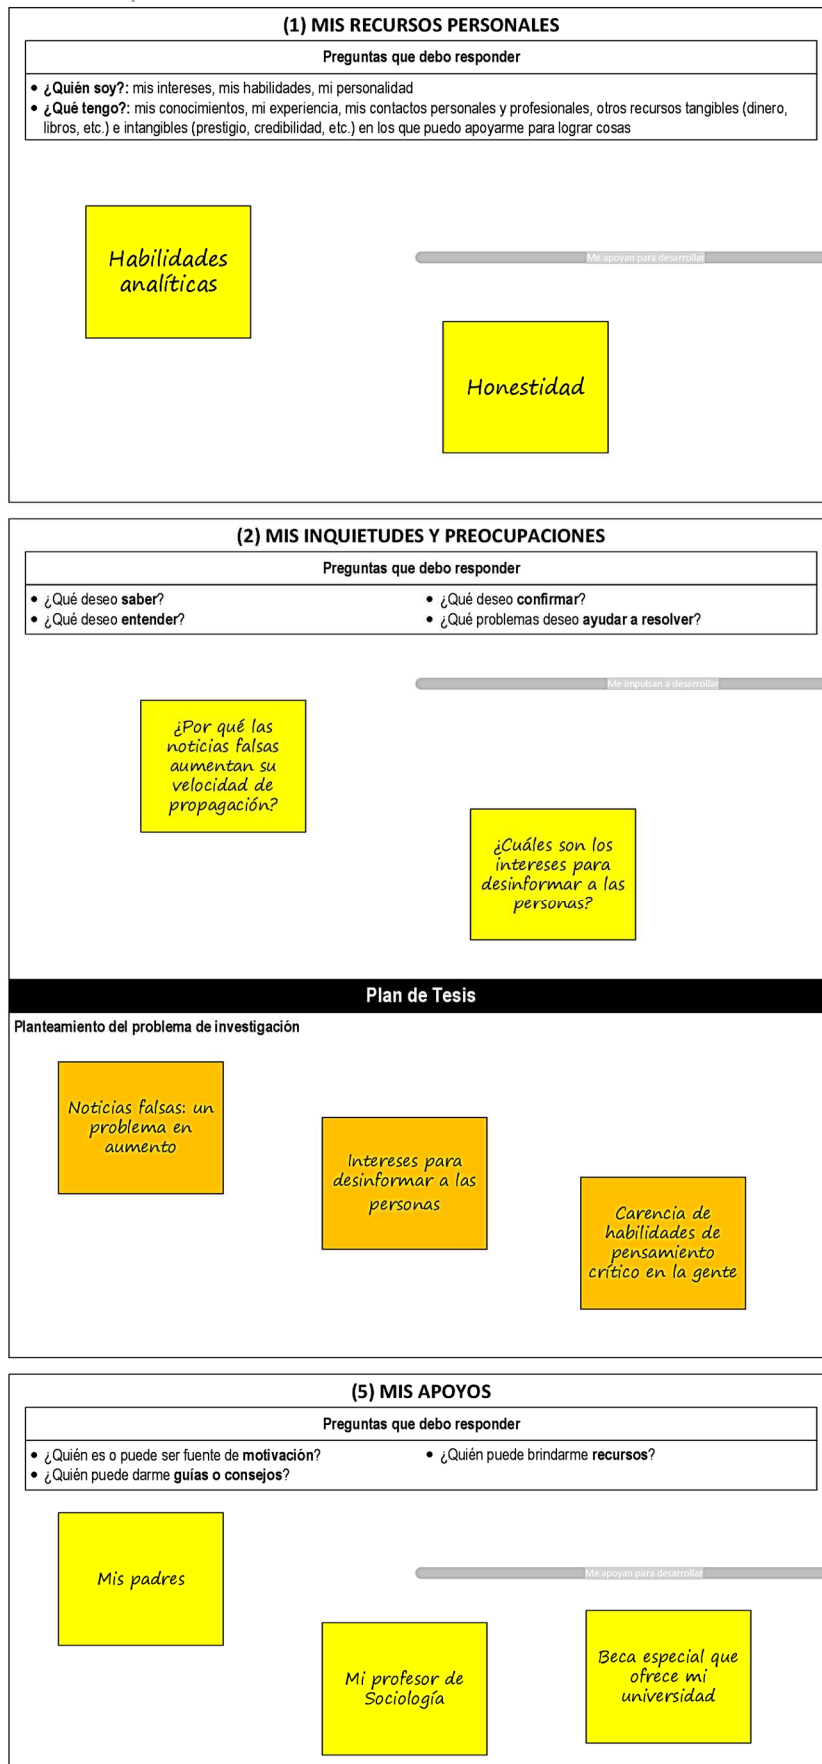 (1) MIS RECURSOS PERSONALES
Preguntas que debo responder
• ¿Quién soy?: mis intereses, mis habilidades, mi personalidad
• ¿Qué tengo?: mis conocimientos, mi experiencia, mis contactos personales y profesionales, otros recursos tangibles (dinero,
libros, etc.) e intangibles (prestigio, credibilidad, etc.) en los que puedo apoyarme para lograr cosas
Habilidades
analíticas
Me apoyan para desarrollar
Honestidad
(2) MIS INQUIETUDES Y PREOCUPACIONES
Preguntas que debo responder
• ¿Qué deseo saber?
• ¿Qué deseo entender?
• ¿Qué deseo confirmar?
• ¿Qué problemas deseo ayudar a resolver?
Me impulsan a desarrollar
¿Por qué las
noticias falsas
aumentan su
velocidad de
propagación?
¿Cuáles son los
intereses para
desinformar a las
personas?
Plan de Tesis
Planteamiento del problema de investigación
Noticias falsas: un
problema en
aumento
Intereses para
desinformar a las
personas
Carencia de
habilidades de
pensamiento
crítico en la gente
(5) MIS APOYOS
Preguntas que debo responder
• ¿Quién es o puede ser fuente de motivación?
• ¿Quién puede darme guías o consejos?
• ¿Quién puede brindarme recursos?
Mis padres
Me apoyan para desarrollar
Mi profesor de
Sociología
Beca especial que
ofrece mi
universidad